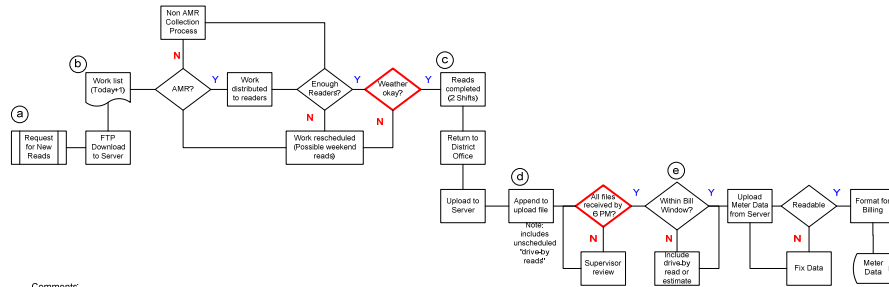 Non AMR
Collection
Process
N
b
Work list
(Today+1)
AMR?
Y
Work
distributed
to readers
Enough
Readers?
Y
Weather
okay?
Y
c
Reads
completed
(2 Shifts)
N
N
a
Request
for New
Reads
FTP
Download
to Server
Work rescheduled
(Possible weekend
reads)
Return to
District
Office
d
e
Upload to
Server
Append to
upload file
Note:
includes
unscheduled
"drive-by
reads"
All files
received by
6 PM?
Y
Within Bill
Window?
Y
Upload
Meter Data
from Server
Readable
Y
Format for
Billing
N
N
N
Supervisor
review
Include
drive-by
read or
estimate
Fix Data
Meter
Data
Comments: